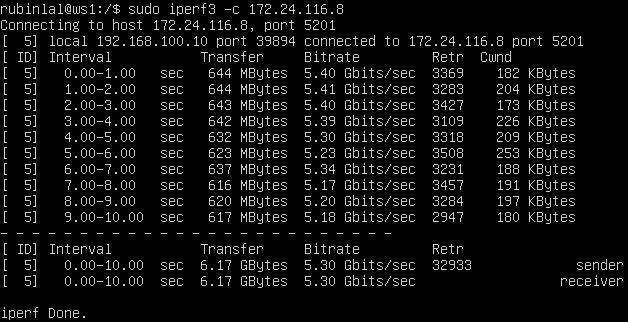 rubinlal@ws1:/$ sudo iperf3 -c 172.24.116.8
Connecting to host 172.24.116.8, port 5201
[  5] local 192.168.100.10 port 39894 connected to 172.24.116.8 port 5201
[ ID] Interval           Transfer     Bitrate         Retr  Cwnd
[  5]   0.00-1.00   sec   644 MBytes  5.40 Gbits/sec  3369    182 KBytes
[  5]   1.00-2.00   sec   644 MBytes  5.41 Gbits/sec  3283    204 KBytes
[  5]   2.00-3.00   sec   643 MBytes  5.40 Gbits/sec  3427    173 KBytes
[  5]   3.00-4.00   sec   642 MBytes  5.39 Gbits/sec  3109    226 KBytes
[  5]   4.00-5.00   sec   632 MBytes  5.30 Gbits/sec  3318    209 KBytes
[  5]   5.00-6.00   sec   623 MBytes  5.23 Gbits/sec  3508    253 KBytes
[  5]   6.00-7.00   sec   637 MBytes  5.34 Gbits/sec  3231    188 KBytes
[  5]   7.00-8.00   sec   616 MBytes  5.17 Gbits/sec  3457    191 KBytes
[  5]   8.00-9.00   sec   620 MBytes  5.20 Gbits/sec  3284    197 KBytes
[  5]   9.00-10.00  sec   617 MBytes  5.18 Gbits/sec  2947    180 KBytes
- - - - - - - - - - - - - - - - - - - - - - - - -
[ ID] Interval           Transfer     Bitrate         Retr
[  5]   0.00-10.00  sec  6.17 GBytes  5.30 Gbits/sec  32933             sender
[  5]   0.00-10.00  sec  6.17 GBytes  5.30 Gbits/sec                  receiver
iperf Done.